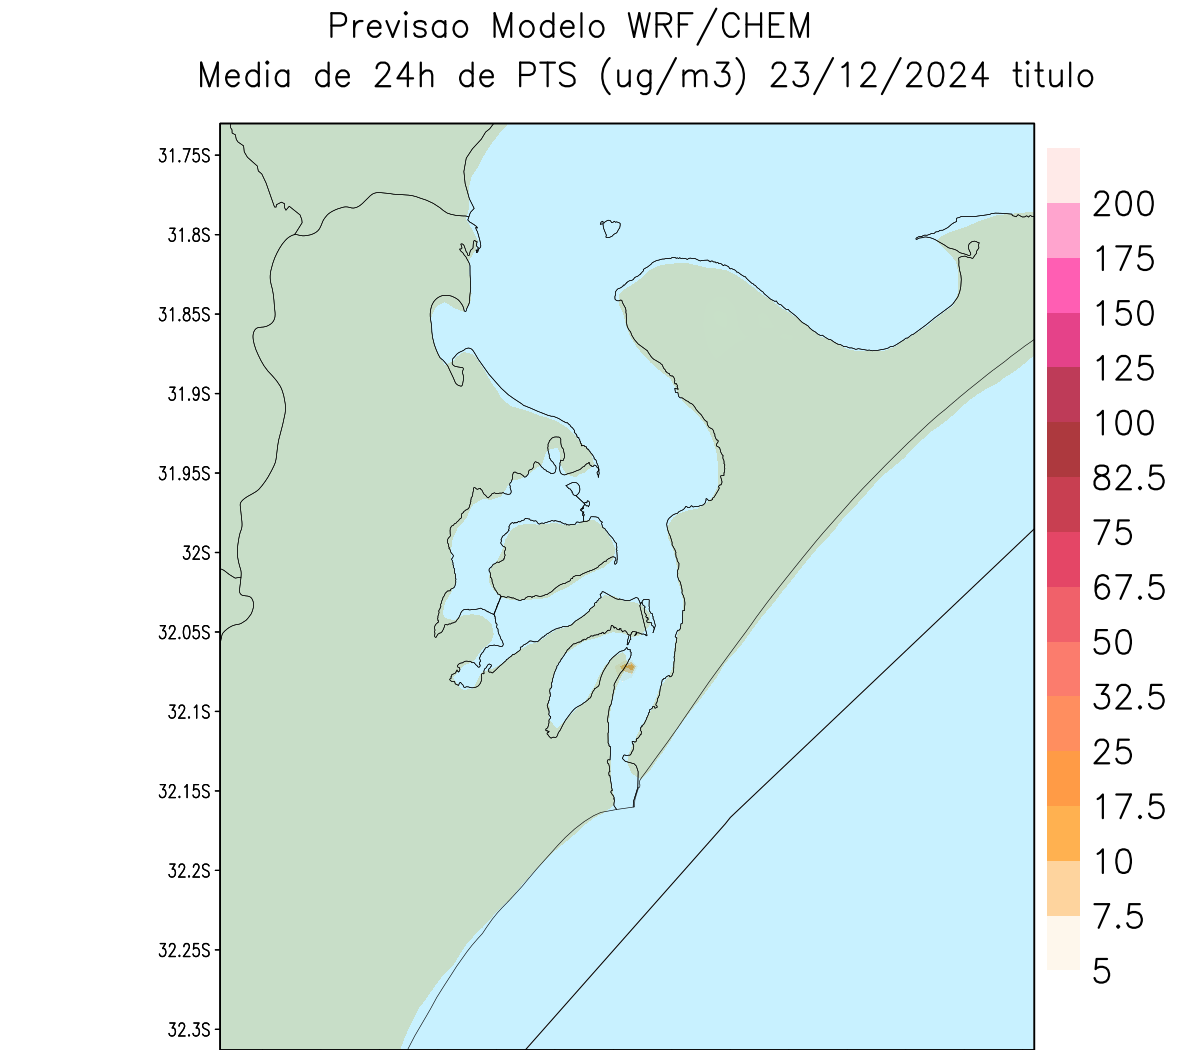 Previsao Modelo WRF/CHEM
Media de 24h de PTS (ug/m3) 23/12/2024 titulo
31.75S
31.8S
31.85S
31.9S
31.95S
32S
32.05S
32.1S
32.15S
32.2S
32.25S
32.3S
200
175
150
125
100
82.5
75
67.5
50
32.5
25
17.5
10
7.5
5